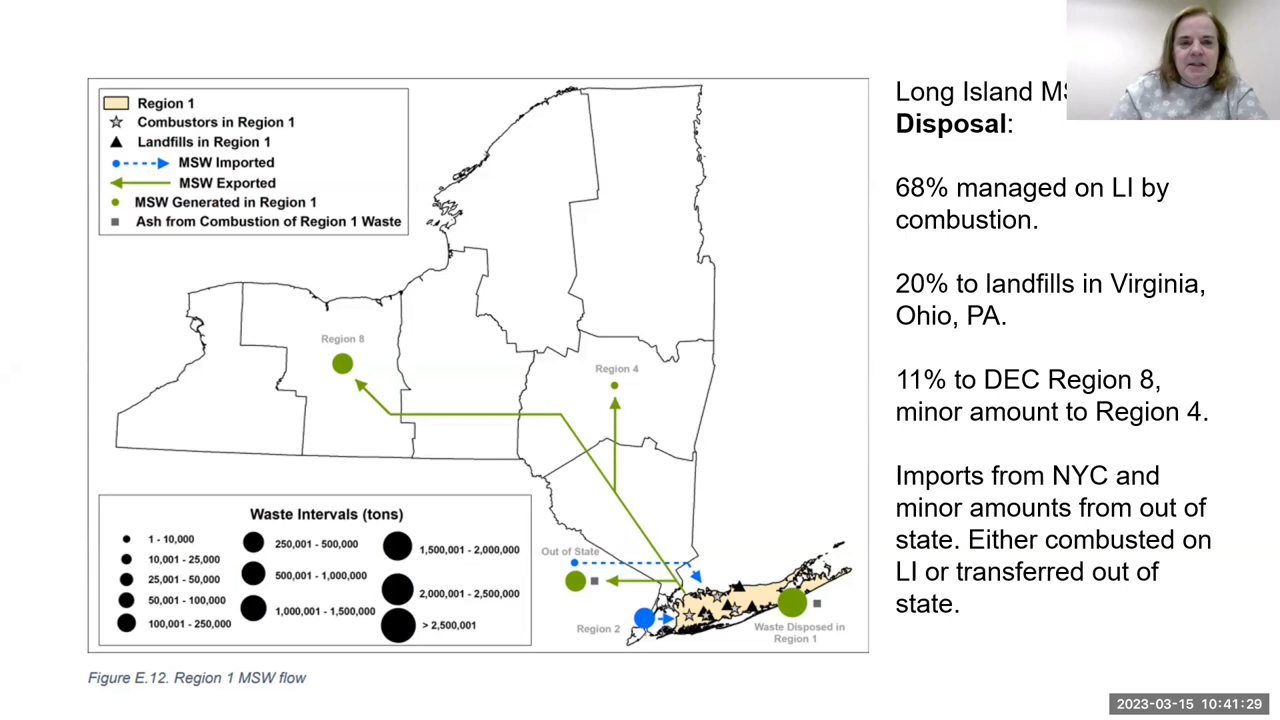 Region 1
Combustors in Region 1
Landfills in Region 1
MSW Imported
MSW Exported
MSW Generated in Region 1
Ash from Combustion of Region 1 Waste
Region 8
Region 4
Out of State
Region 2
Waste Disposed in
Region 1
Waste Intervals (tons)
1 - 10,000
10,001 - 25,000
25,001 - 50,000
50,001 - 100,000
100,001 - 250,000
250,001 - 500,000
500,001 - 1,000,000
1,000,001 - 1,500,000
1,500,001 - 2,000,000
2,000,001 - 2,500,000
> 2,500,001
Figure E.12. Region 1 MSW flow
Long Island
Disposal:
68% managed on LI by
combustion.
20% to landfills in Virginia,
Ohio, PA.
11% to DEC Region 8,
minor amount to Region 4.
Imports from NYC and
minor amounts from out of
state. Either combusted on
LI or transferred out of
state.
2023-03-15 10:41:29